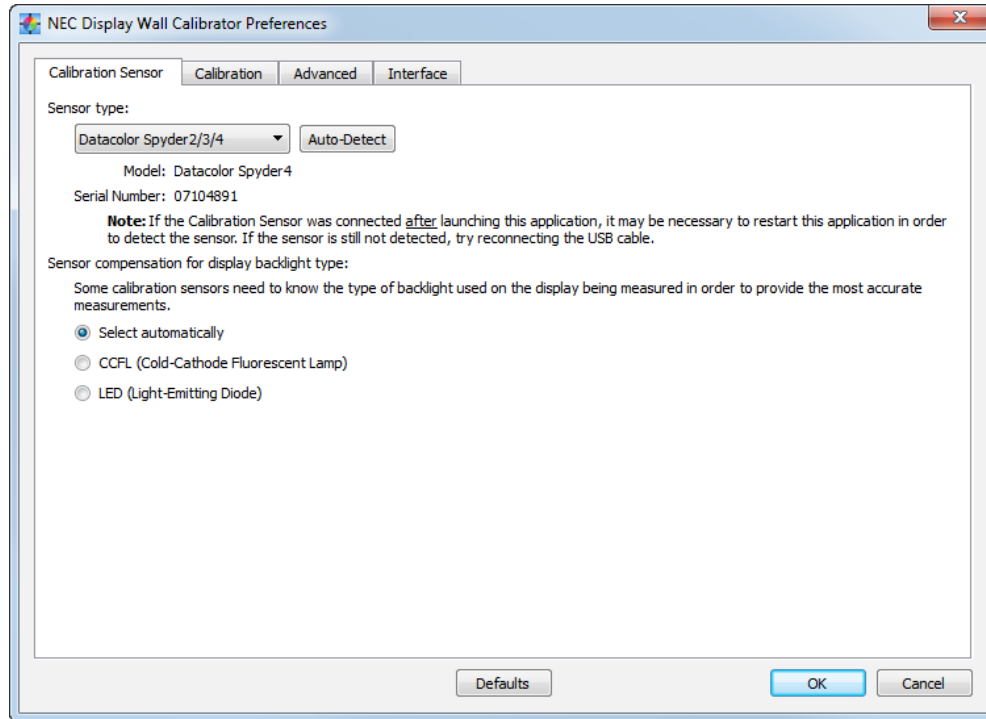 NEC Display Wall Calibrator Preferences
Calibration Sensor Calibration Advanced Interface
Sensor type:
Datacolor Spyder2/3/4 Auto-Detect
Model: Datacolor Spyder4
Serial Number: 07104891
Note: If the Calibration Sensor was connected after launching this application, it may be necessary to restart this application in order
to detect the sensor. If the sensor is still not detected, try reconnecting the USB cable.
Sensor compensation for display backlight type:
Some calibration sensors need to know the type of backlight used on the display being measured in order to provide the most accurate
measurements.
Select automatically
CCFL (Cold-Cathode Fluorescent Lamp)
LED (Light-Emitting Diode)
Defaults OK Cancel